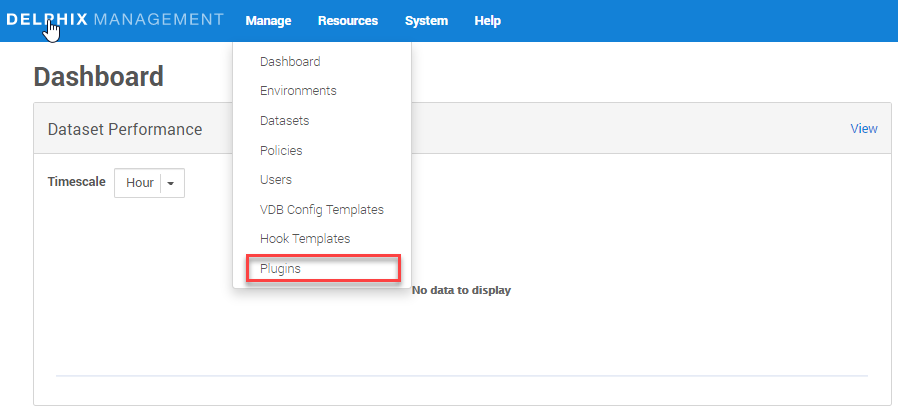 DELPHIX MANAGEMENT Manage Resources System Help
Dashboard
Environments
Datasets
Policies
Users
VDB Config Templates
Hook Templates
Plugins
Dashboard
Dataset Performance View
Timescale Hour
No data to display